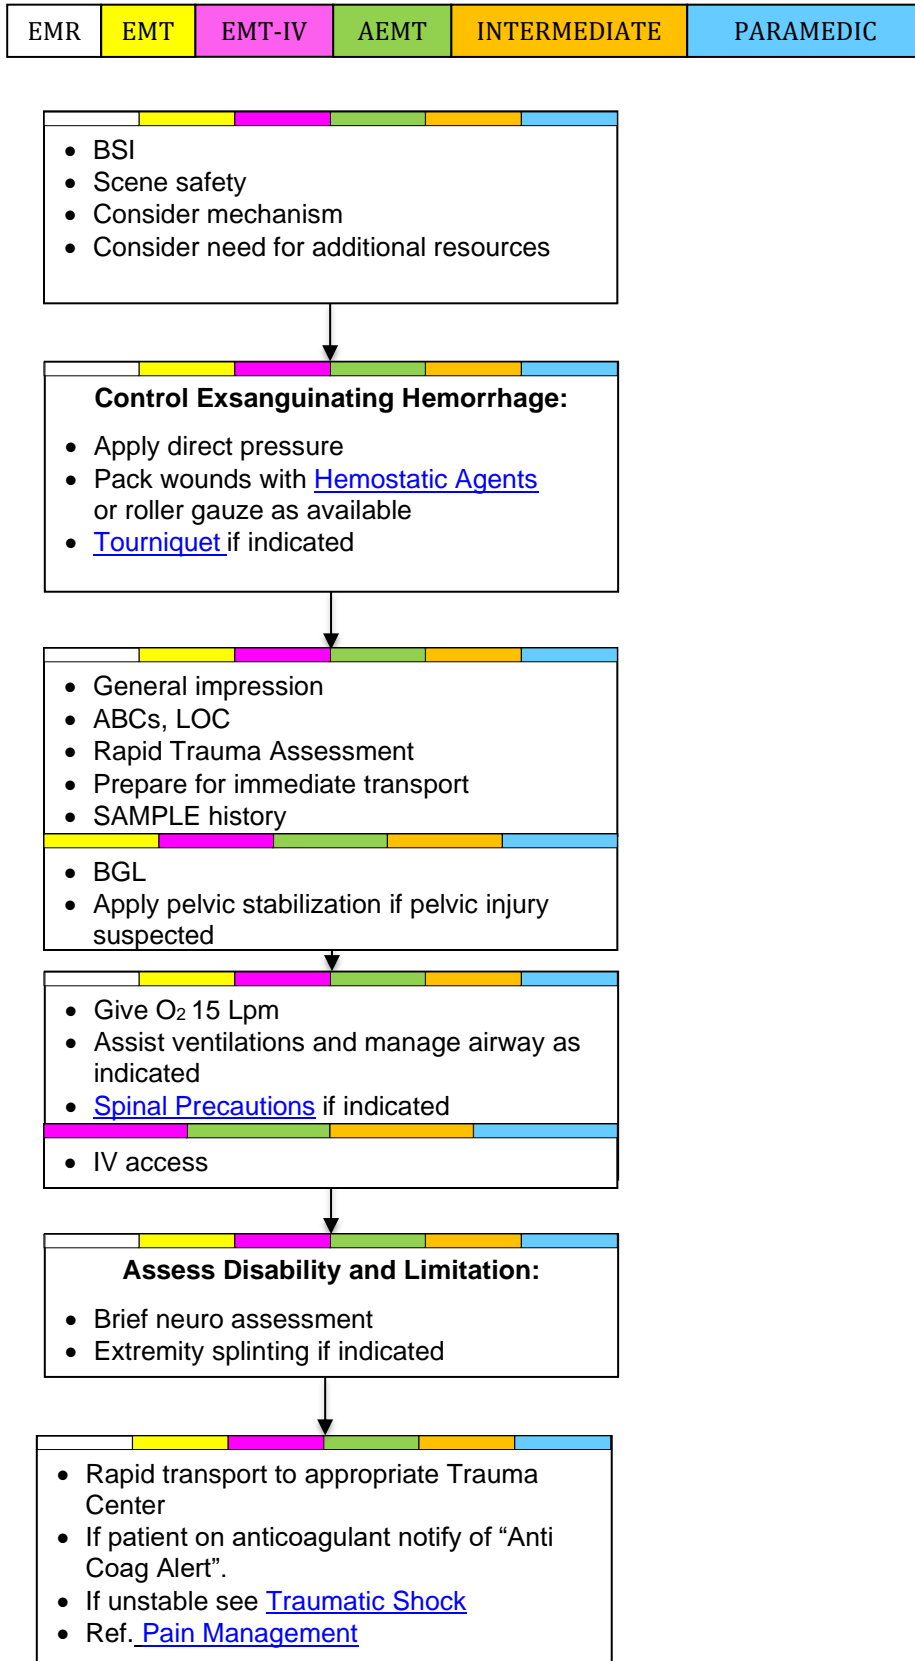 EMR EMT EMT-IV AEMT INTERMEDIATE PARAMEDIC
• BSI
• Scene safety
• Consider mechanism
• Consider need for additional resources
Control Exsanguinating Hemorrhage:
• Apply direct pressure
• Pack wounds with Hemostatic Agents
or roller gauze as available
• Tourniquet if indicated
• General impression
• ABCs, LOC
• Rapid Trauma Assessment
• Prepare for immediate transport
• SAMPLE history
• BGL
• Apply pelvic stabilization if pelvic injury
suspected
• Give O2 15 Lpm
• Assist ventilations and manage airway as
indicated
• Spinal Precautions if indicated
• IV access
Assess Disability and Limitation:
• Brief neuro assessment
• Extremity splinting if indicated
• Rapid transport to appropriate Trauma
Center
• If patient on anticoagulant notify of “Anti
Coag Alert”.
• If unstable see Traumatic Shock
• Ref. Pain Management